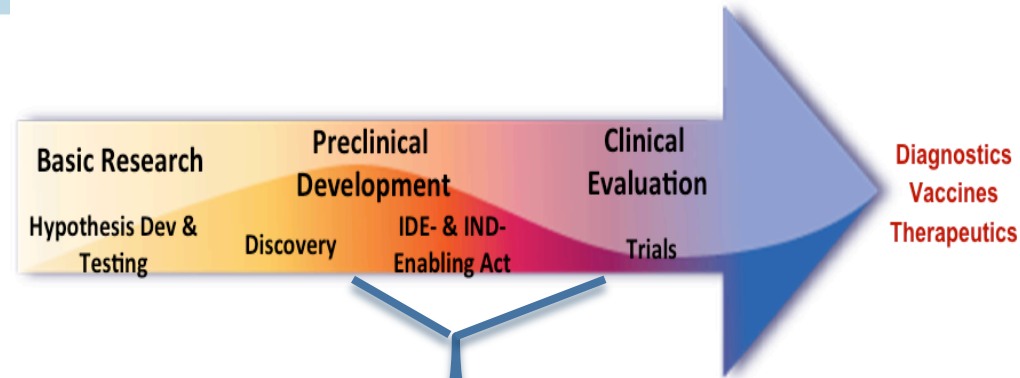 Basic Research
Preclinical
Development
Clinical
Evaluation
Hypothesis Dev &
Testing
Discovery
IDE- & IND-
Enabling Act
Trials
Diagnostics
Vaccines
Therapeutics